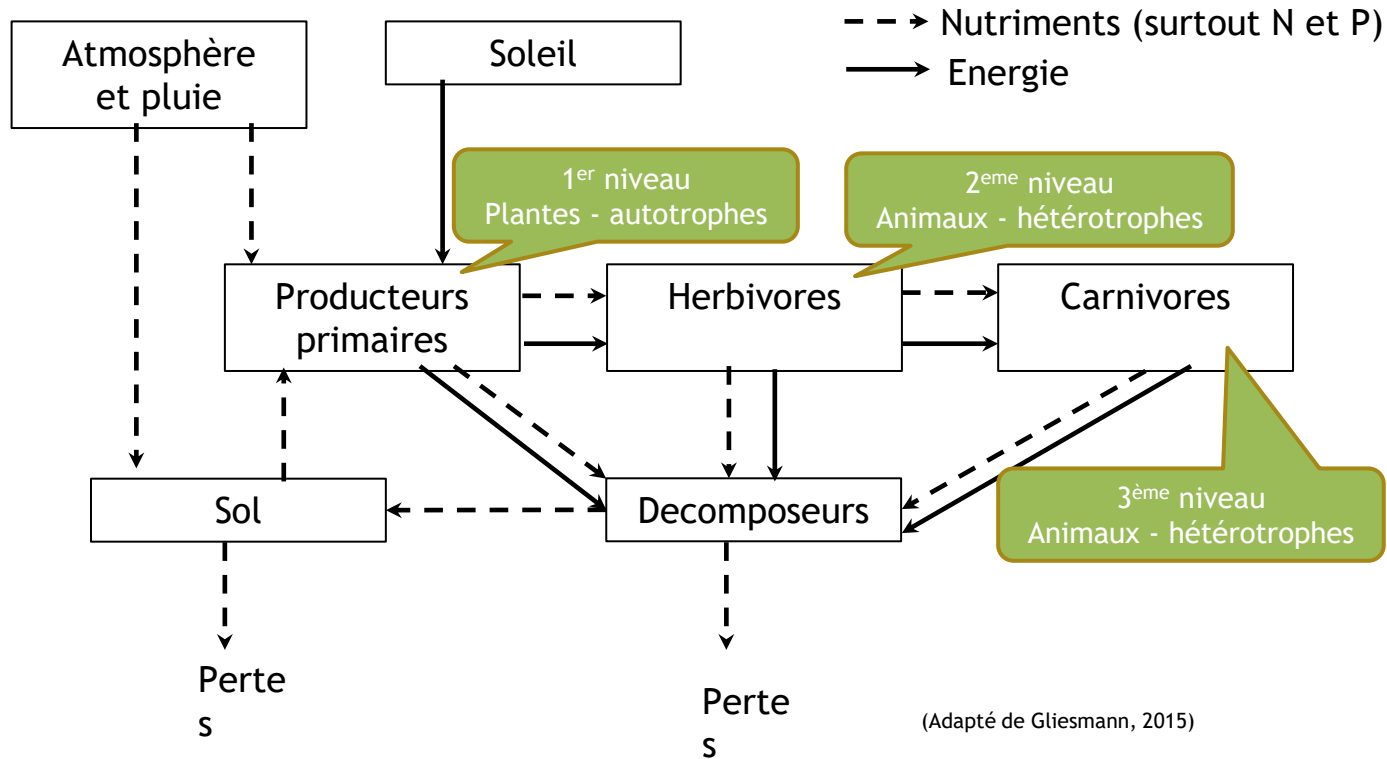 Atmosphère
et pluie
Soleil
Nutriments (surtout N et P)
Energie
1er niveau
Plantes - autotrophes
2eme niveau
Animaux - hétérotrophes
Producteurs
primaires
Herbivores
Carnivores
Sol
Decomposeurs
3ème niveau
Animaux - hétérotrophes
Perte
s
Perte
s
(Adapté de Gliesmann, 2015)